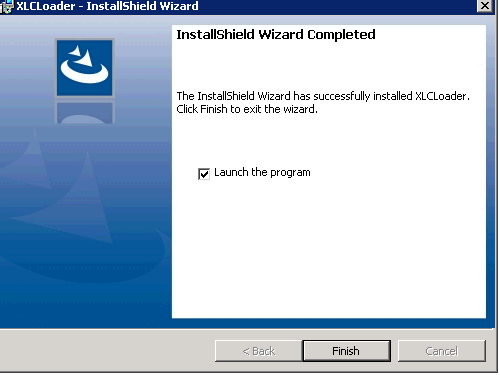 XLCLoader - InstallShield Wizard
InstallShield Wizard Completed
The InstallShield Wizard has successfully installed XLCLoader.
Click Finish to exit the wizard.
Launch the program
< Back
Finish
Cancel